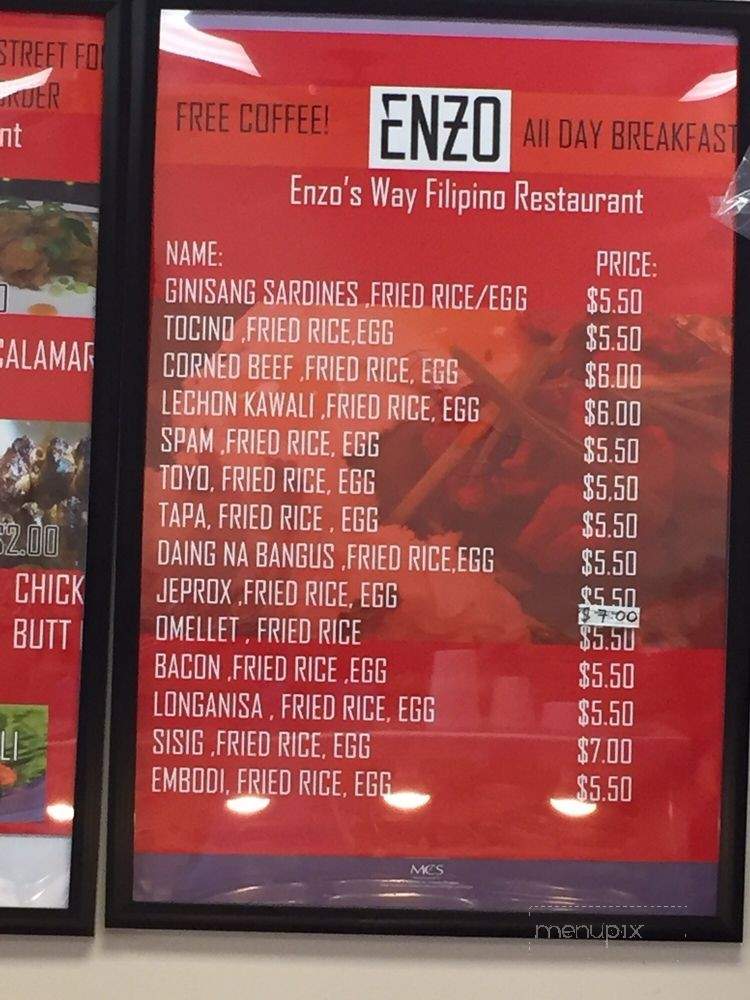 STREET FO
ORDER
nt
CALAMAR
$2.00
CHICK
BUTT
LI
FREE COFFEE!
ENZO
All DAY BREAKFAST
Enzo's Way Filipino Restaurant
NAME: PRICE:
GINISANG SARDINES ,FRIED RICE/EGG $5.50
TOCINO ,FRIED RICE,EGG $5.50
CORNED BEEF ,FRIED RICE, EGG $6.00
LECHON KAWALI ,FRIED RICE, EGG $6.00
SPAM ,FRIED RICE, EGG $5.50
TOYO, FRIED RICE, EGG $5,50
TAPA, FRIED RICE , EGG $5.50
DAING NA BANGUS ,FRIED RICE,EGG $5.50
JEPROX ,FRIED RICE, EGG $5.50
$7.00
OMELLET , FRIED RICE $5.50
BACON ,FRIED RICE ,EGG $5.50
LONGANISA , FRIED RICE, EGG $5.50
SISIG ,FRIED RICE, EGG $7.00
EMBODI, FRIED RICE, EGG $5.50
MCS
menupix